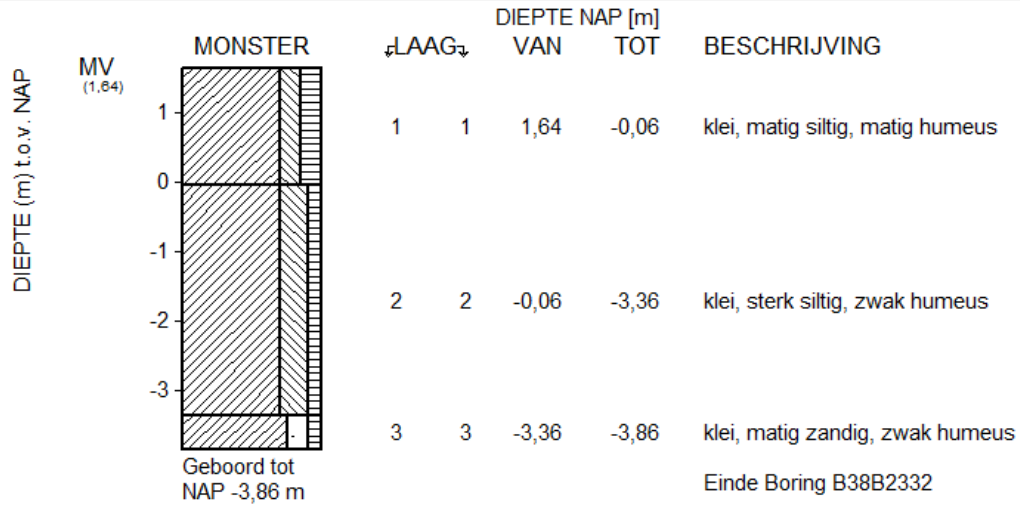 DIEPTE NAP [m]
MONSTER LAAG VAN TOT BESCHRIJVING
MV
(1,64)
DIEPTE (m) t.o.v. NAP
1
1 1 1,64 -0,06 klei, matig siltig, matig humeus
0
-1
2 2 -0,06 -3,36 klei, sterk siltig, zwak humeus
-2
-3
3 3 -3,36 -3,86 klei, matig zandig, zwak humeus
Geboord tot
NAP -3,86 m
Einde Boring B38B2332